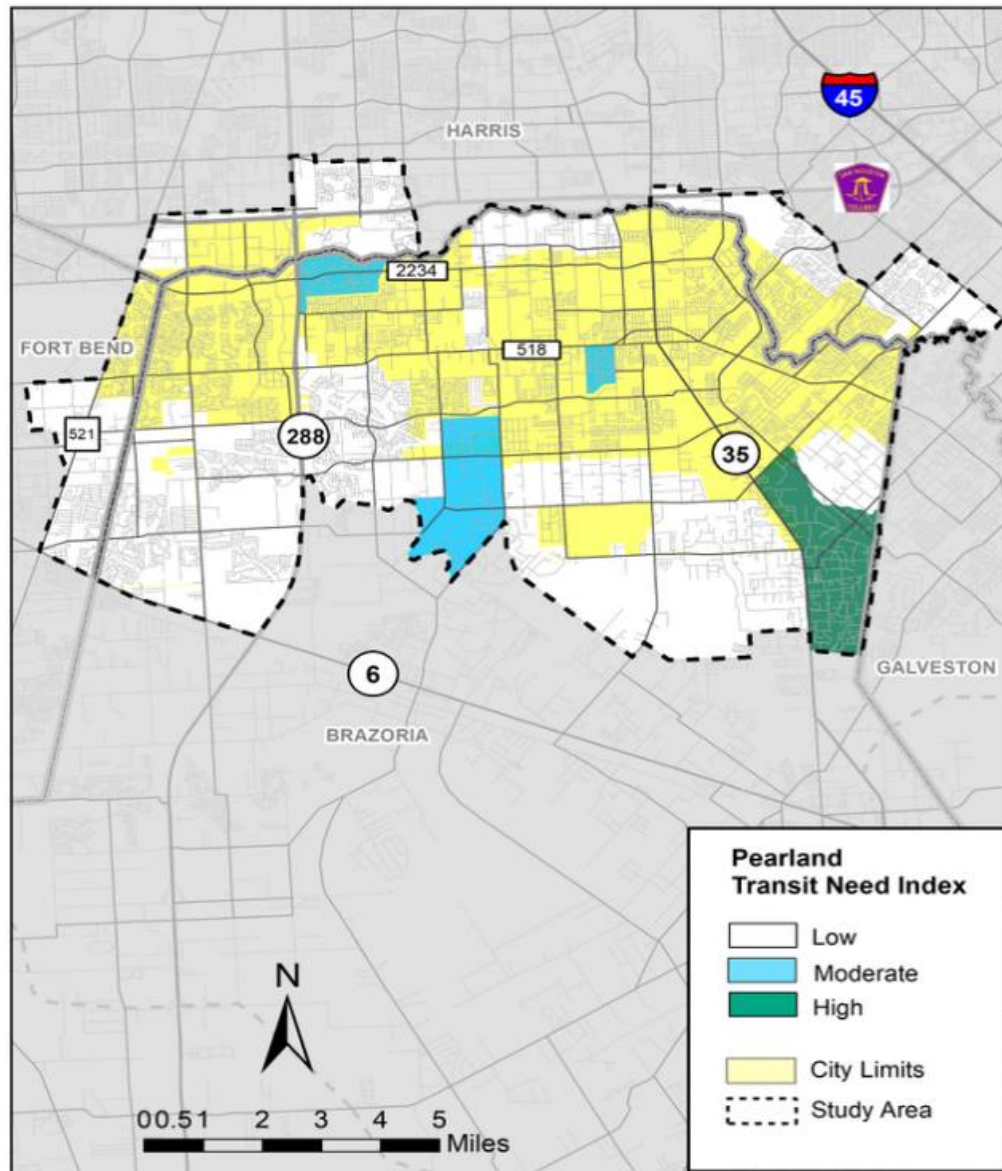 45
HARRIS
2234
FORT BEND
518
521
288
35
6
GALVESTON
BRAZORIA
Pearland
Transit Need Index
Low
Moderate
High
City Limits
Study Area
N
0 0.5 1 2 3 4 5
Miles